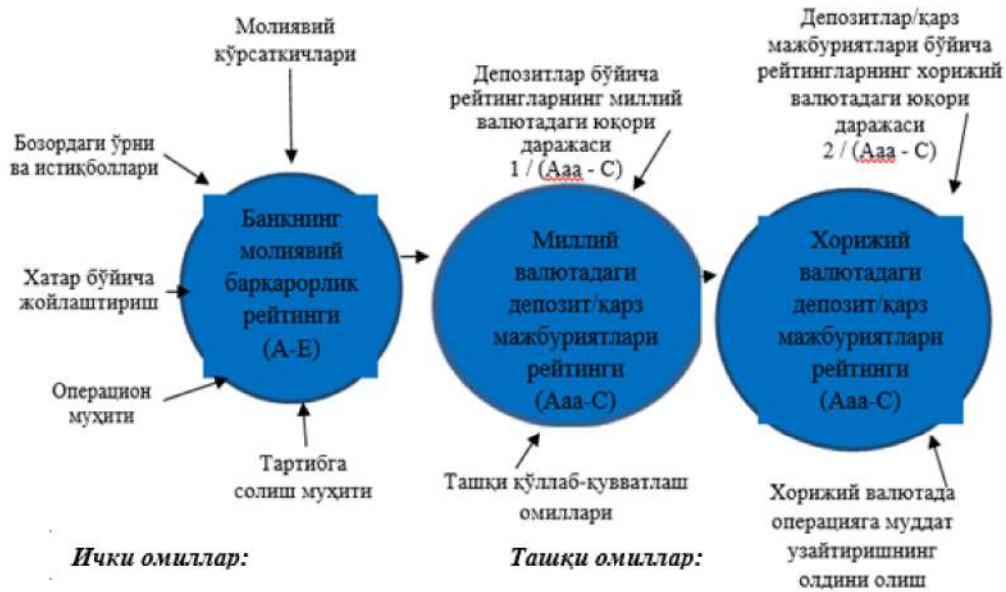 Молиявий
кўрсаткичлари
Бозордаги ўрни
ва истиқболлари
Хатар бўйича
жойлаштириш
Операцион
муҳити
Тартибга
солиш муҳити
Банкнинг
молиявий
барқарорлик
рейтинги
(А-Е)
Депозитлар бўйича
рейтингларнинг миллий
валютадаги юқори
даражаси
1 / (Ааа - С)
Миллий
валютадаги
депозит/қарз
мажбуриятлари
рейтинги
(Ааа-С)
Ташқи қўллаб-қувватлаш
омиллари
Депозитлар/қарз
мажбуриятлари бўйича
рейтингларнинг хорижий
валютадаги юқори
даражаси
2 / (Ааа - С)
Хорижий
валютадаги
депозит/қарз
мажбуриятлари
рейтинги
(Ааа-С)
Хорижий валютада
операцияга муддат
узайтиришнинг
олдини олиш
Ички омиллар:
Ташқи омиллар: